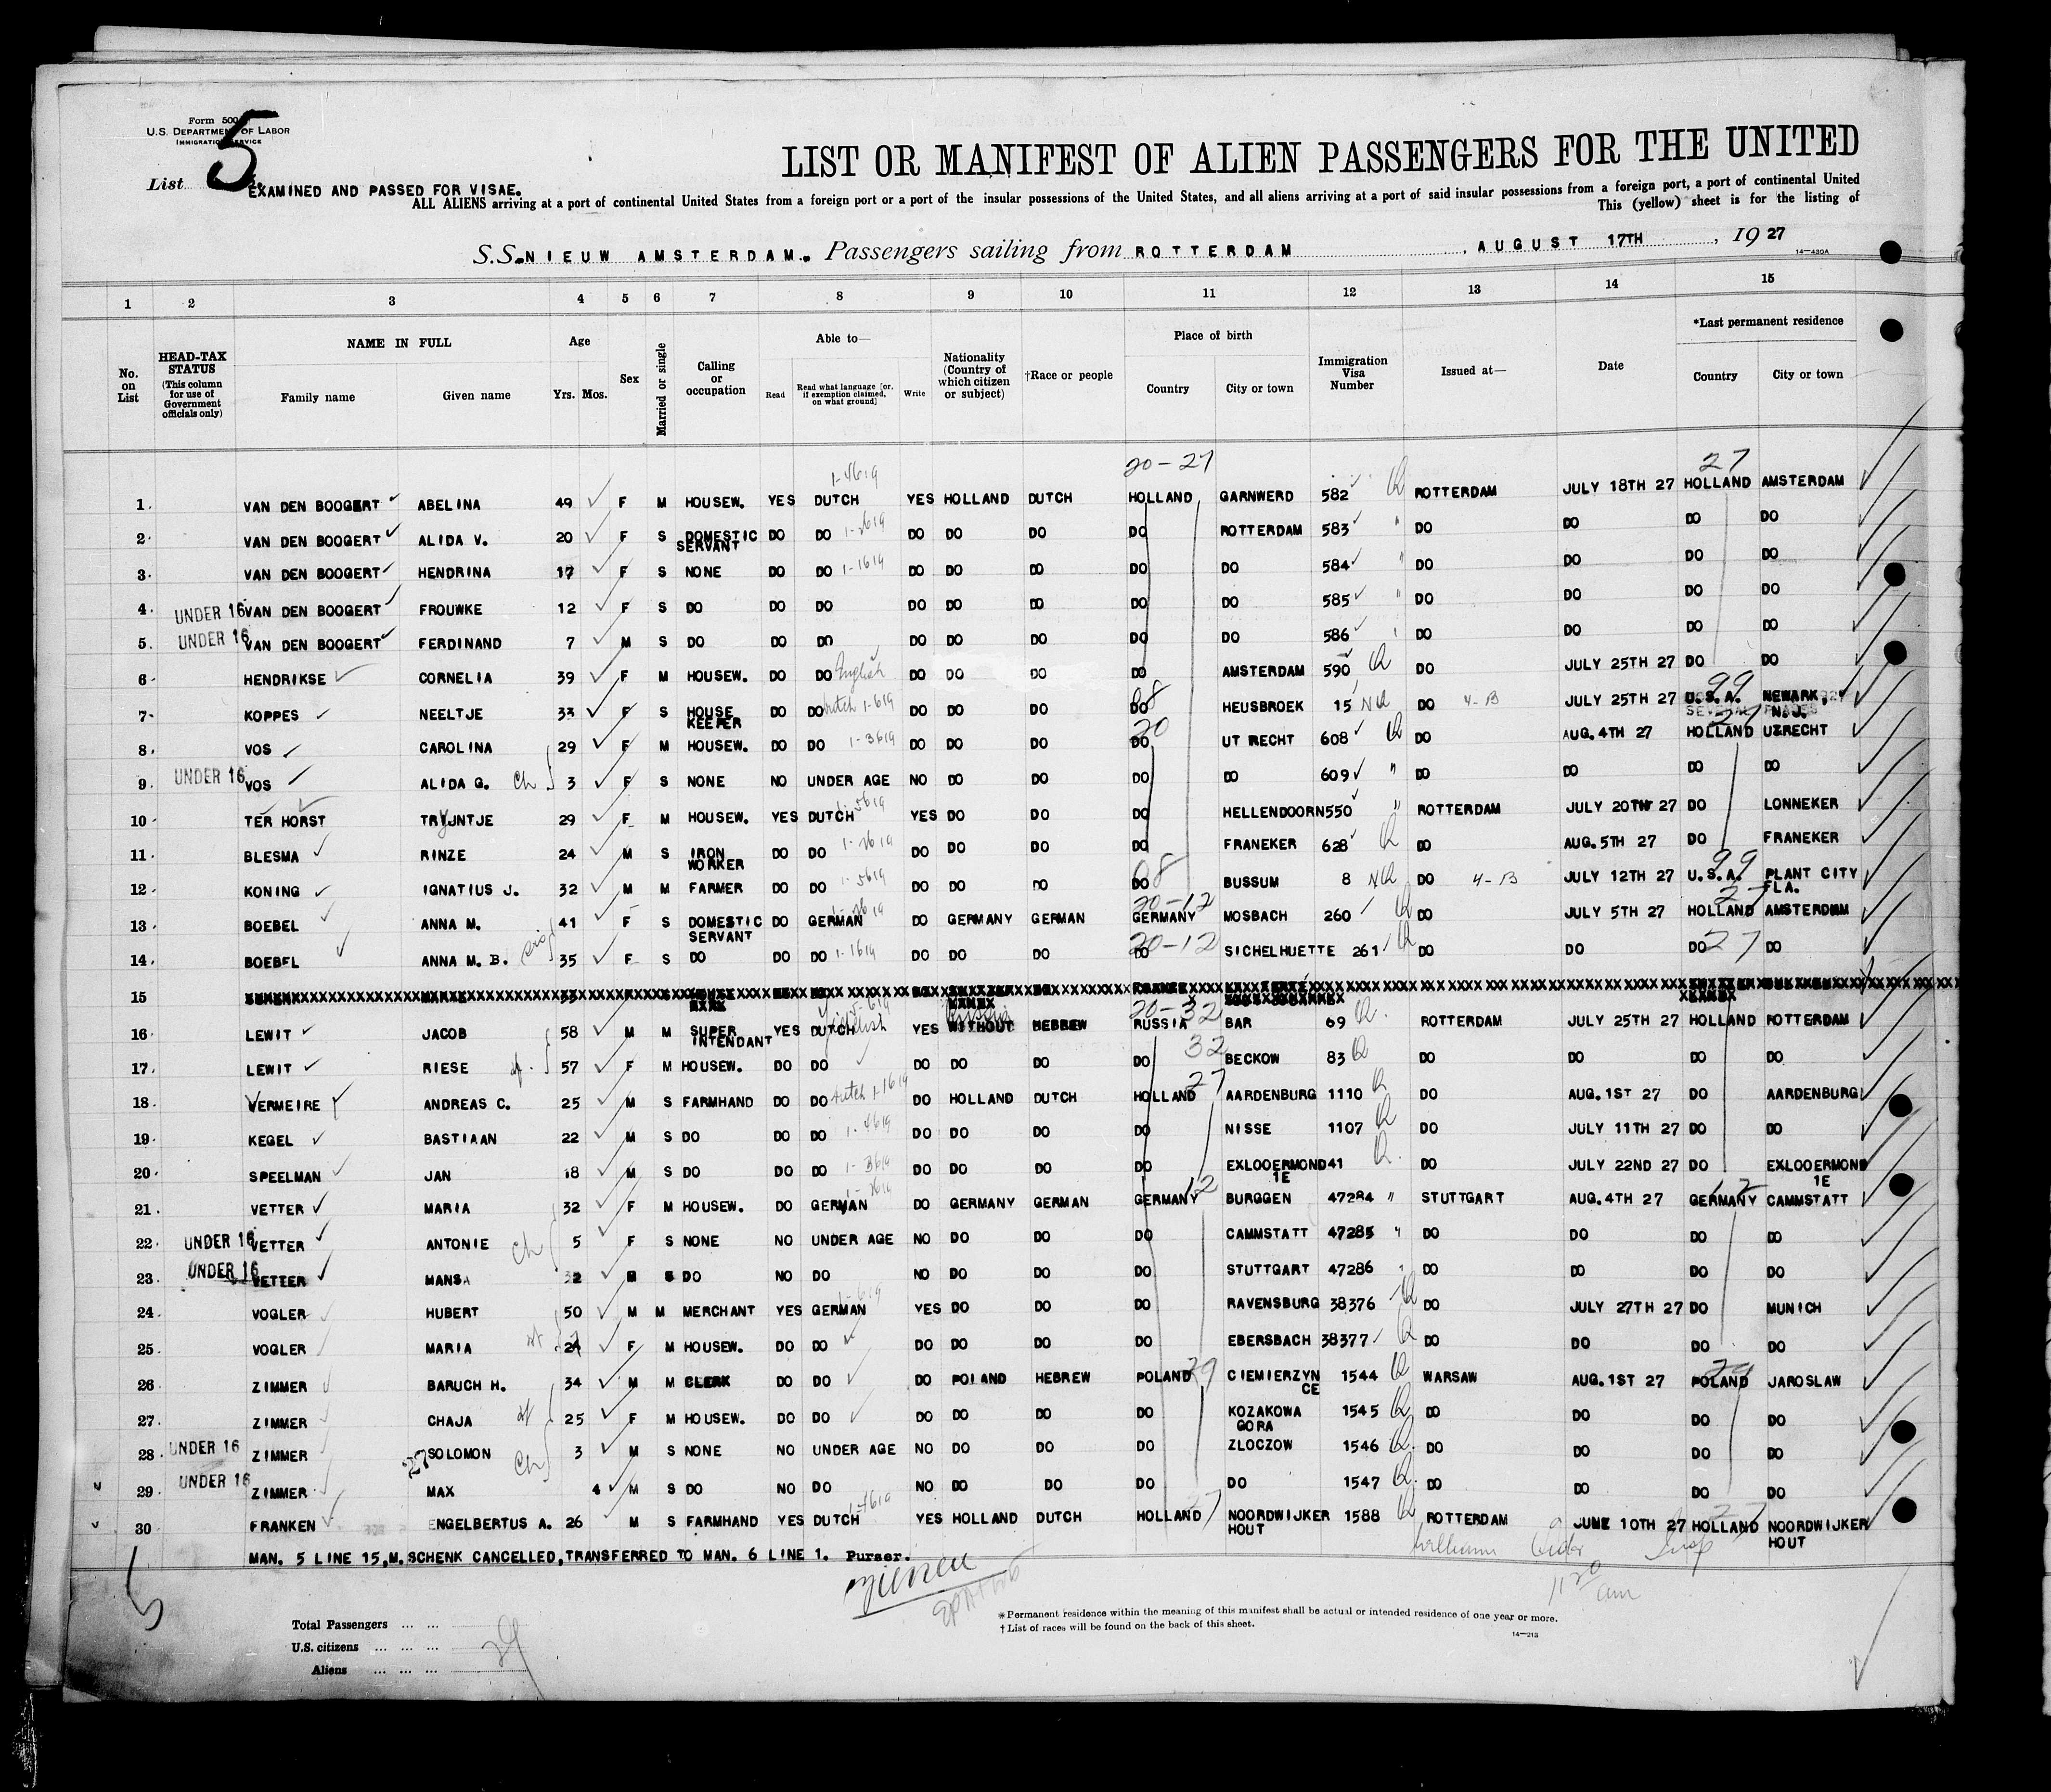 Form 500
U.S. DEPARTMENT OF LABOR
IMMIGRATION SERVICE
List 5
EXAMINED AND PASSED FOR VISAE.
LIST OR MANIFEST OF ALIEN PASSENGERS FOR THE UNITED
ALL ALIENS arriving at a port of continental United States from a foreign port or a port of the insular possessions of the United States, and all aliens arriving at a port of said insular possessions from a foreign port, a port of continental United
This (yellow) sheet is for the listing of
S.S. NIEUW AMSTERDAM. Passengers sailing from ROTTERDAM, AUGUST 17TH, 1927
14—430A
1 2 3 4 5 6 7 8 9 10 11 12 13 14 15
No. on List
HEAD-TAX STATUS (This column for use of Government officials only)
NAME IN FULL
Family name Given name
Age
Yrs. Mos.
Sex
Married or single
Calling or occupation
Able to—
Read Read what language [or, if exemption claimed, on what ground] Write
Nationality (Country of which citizen or subject)
†Race or people
Place of birth
Country City or town
Immigration Visa Number
Issued at—
Date
*Last permanent residence
Country City or town
20-27 27
1. VAN DEN BOOGERT ABELINA 49 F M HOUSEW. YES DUTCH YES HOLLAND DUTCH HOLLAND GARNWERD 582 ROTTERDAM JULY 18TH 27 HOLLAND AMSTERDAM
2. VAN DEN BOOGERT ALIDA V. 20 F S DOMESTIC SERVANT DO DO DO DO DO DO ROTTERDAM 583 DO DO DO DO
3. VAN DEN BOOGERT HENDRINA 17 F S NONE DO DO DO DO DO DO DO 584 DO DO DO DO
4. UNDER 16 VAN DEN BOOGERT FROUWKE 12 F S DO DO DO DO DO DO DO DO 585 DO DO DO DO
5 UNDER 16 VAN DEN BOOGERT FERDINAND 7 M S DO DO DO DO DO DO DO DO 586 DO DO DO DO
6 HENDRIKSE CORNELIA 39 F M HOUSEW. DO DO English DO DO DO DO AMSTERDAM 590 DO JULY 25TH 27 DO DO
7 KOPPES NEELTJE 33 F S HOUSE KEEPER DO DO Dutch 1-6/19 DO DO DO DO HEUSBROEK 15 NQ DO 4-B JULY 25TH 27 U.S.A. NEWARK, N.J.
8. VOS CAROLINA 29 F M HOUSEW. DO DO DO DO DO DO UTRECHT 608 DO AUG. 4TH 27 HOLLAND UTRECHT
9 UNDER 16 VOS ALIDA G. ch 3 F S NONE NO UNDER AGE NO DO DO DO DO 609 DO DO DO DO
10 TER HORST TRYJNTJE 29 F M HOUSEW. YES DUTCH YES DO DO DO HELLENDOORN 550 ROTTERDAM JULY 20TH 27 DO LONNEKER
11. BLESMA RINZE 24 M S IRON WORKER DO DO DO DO DO DO FRANEKER 628 DO AUG. 5TH 27 DO FRANEKER
12. KONING IGNATIUS J. 32 M M FARMER DO DO DO DO DO DO BUSSUM 8 NQ DO 4-B JULY 12TH 27 U.S.A. PLANT CITY FLA.
13 BOEBEL ANNA M. 41 F S DOMESTIC SERVANT DO GERMAN DO GERMANY GERMAN GERMANY MOSBACH 260 DO JULY 5TH 27 HOLLAND AMSTERDAM
14. BOEBEL ANNA M. B. 35 F S DO DO DO DO DO DO DO SICHELHUETTE 261 DO DO DO DO
15
16 LEWIT JACOB 58 M M SUPER INTENDANT YES DUTCH YES WITHOUT HEBREW RUSSIA BAR 69 ROTTERDAM JULY 25TH 27 HOLLAND ROTTERDAM
17. LEWIT RIESE 57 F M HOUSEW. DO DO DO DO DO DO BECKOW 83 DO DO DO DO
18. VERMEIRE ANDREAS C. 25 M S FARMHAND DO DO DO HOLLAND DUTCH HOLLAND AARDENBURG 1110 DO AUG. 1ST 27 DO AARDENBURG
19. KEGEL BASTIAAN 22 M S DO DO DO DO DO DO DO NISSE 1107 DO JULY 11TH 27 DO DO
20 SPEELMAN JAN 18 M S DO DO DO DO DO DO DO EXLOOERMOND 1E 41 DO JULY 22ND 27 DO EXLOOERMOND 1E
21. VETTER MARIA 32 F M HOUSEW. DO GERMAN DO GERMANY GERMAN GERMANY BURGGEN 47284 STUTTGART AUG. 4TH 27 GERMANY CAMMSTATT
22. UNDER 16 VETTER ANTONIE ch 5 F S NONE NO UNDER AGE NO DO DO DO CAMMSTATT 47285 DO DO DO DO
23. UNDER 16 VETTER MANSA S DO NO DO NO DO DO DO STUTTGART 47286 DO DO DO DO
24 VOGLER HUBERT 50 M M MERCHANT YES GERMAN YES DO DO DO RAVENSBURG 38376 DO JULY 27TH 27 DO MUNICH
25. VOGLER MARIA F M HOUSEW. DO DO DO DO DO DO EBERSBACH 38377 DO DO DO DO
26 ZIMMER BARUCH H. 34 M M CLERK DO DO DO POLAND HEBREW POLAND CIEMIERZYN CE 1544 WARSAW AUG. 1ST 27 POLAND JAROSLAW
27. ZIMMER CHAJA 25 F M HOUSEW. DO DO DO DO DO DO KOZAKOWA GORA 1545 DO DO DO DO
28. UNDER 16 ZIMMER SOLOMON ch 3 M S NONE NO UNDER AGE NO DO DO DO ZLOCZOW 1546 DO DO DO DO
29 UNDER 16 ZIMMER MAX 4 M S DO NO DO NO DO DO DO DO 1547 DO DO DO DO
30 FRANKEN ENGELBERTUS A. 26 M S FARMHAND YES DUTCH YES HOLLAND DUTCH HOLLAND NOORDWIJKER HOUT 1588 ROTTERDAM JUNE 10TH 27 HOLLAND NOORDWIJKER HOUT
MAN. 5 LINE 15, M. SCHENK CANCELLED, TRANSFERRED TO MAN. 6 LINE 1. Purser.
Total Passengers ... ...
U.S. citizens ... ... ...
Aliens ... ... ...
29
*Permanent residence within the meaning of this manifest shall be actual or intended residence of one year or more.
†List of races will be found on the back of this sheet.
14—213